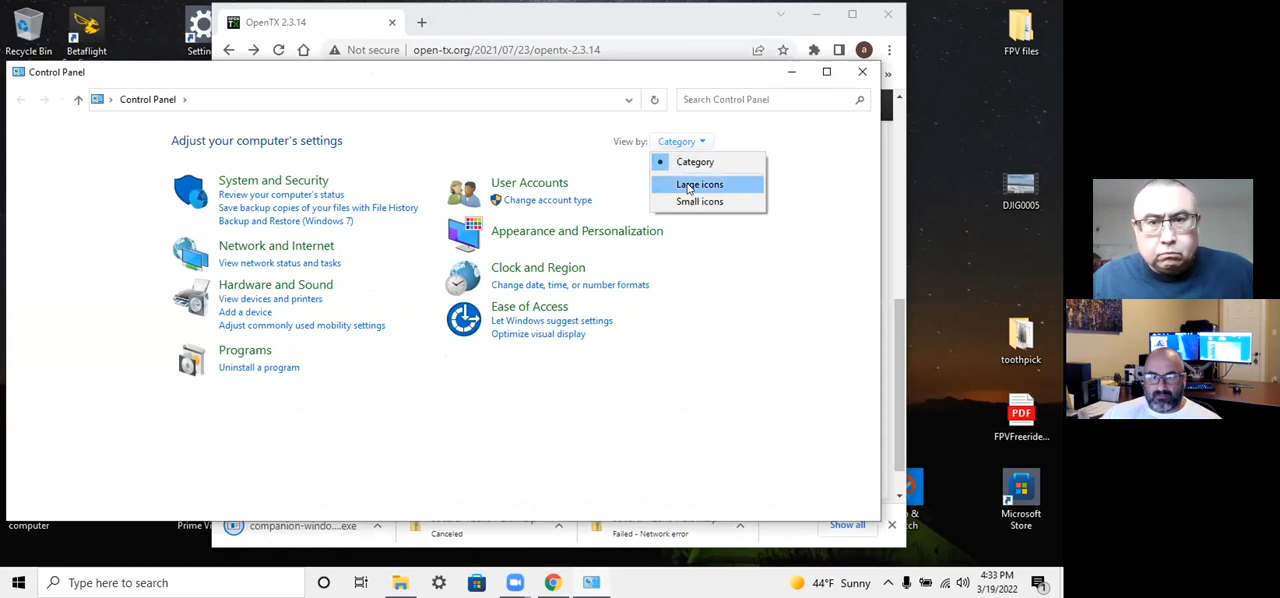 Recycle Bin
Betaflight
Settin
OpenTX 2.3.14
Not secure
open-tx.org/2021/07/23/opentx-2.3.14
a
FPV files
Control Panel
Control Panel
Search Control Panel
Adjust your computer's settings
View by:
Category
Category
Large icons
Small icons
System and Security
Review your computer's status
Save backup copies of your files with File History
Backup and Restore (Windows 7)
Network and Internet
View network status and tasks
Hardware and Sound
View devices and printers
Add a device
Adjust commonly used mobility settings
Programs
Uninstall a program
User Accounts
Change account type
Appearance and Personalization
Clock and Region
Change date, time, or number formats
Ease of Access
Let Windows suggest settings
Optimize visual display
DJIG0005
toothpick
PDF
FPVFreeride...
Microsoft
Store
computer
Prime Vi
companion-windo....exe
Canceled
Failed - Network error
Show all
Type here to search
44°F Sunny
4:33 PM
3/19/2022
1